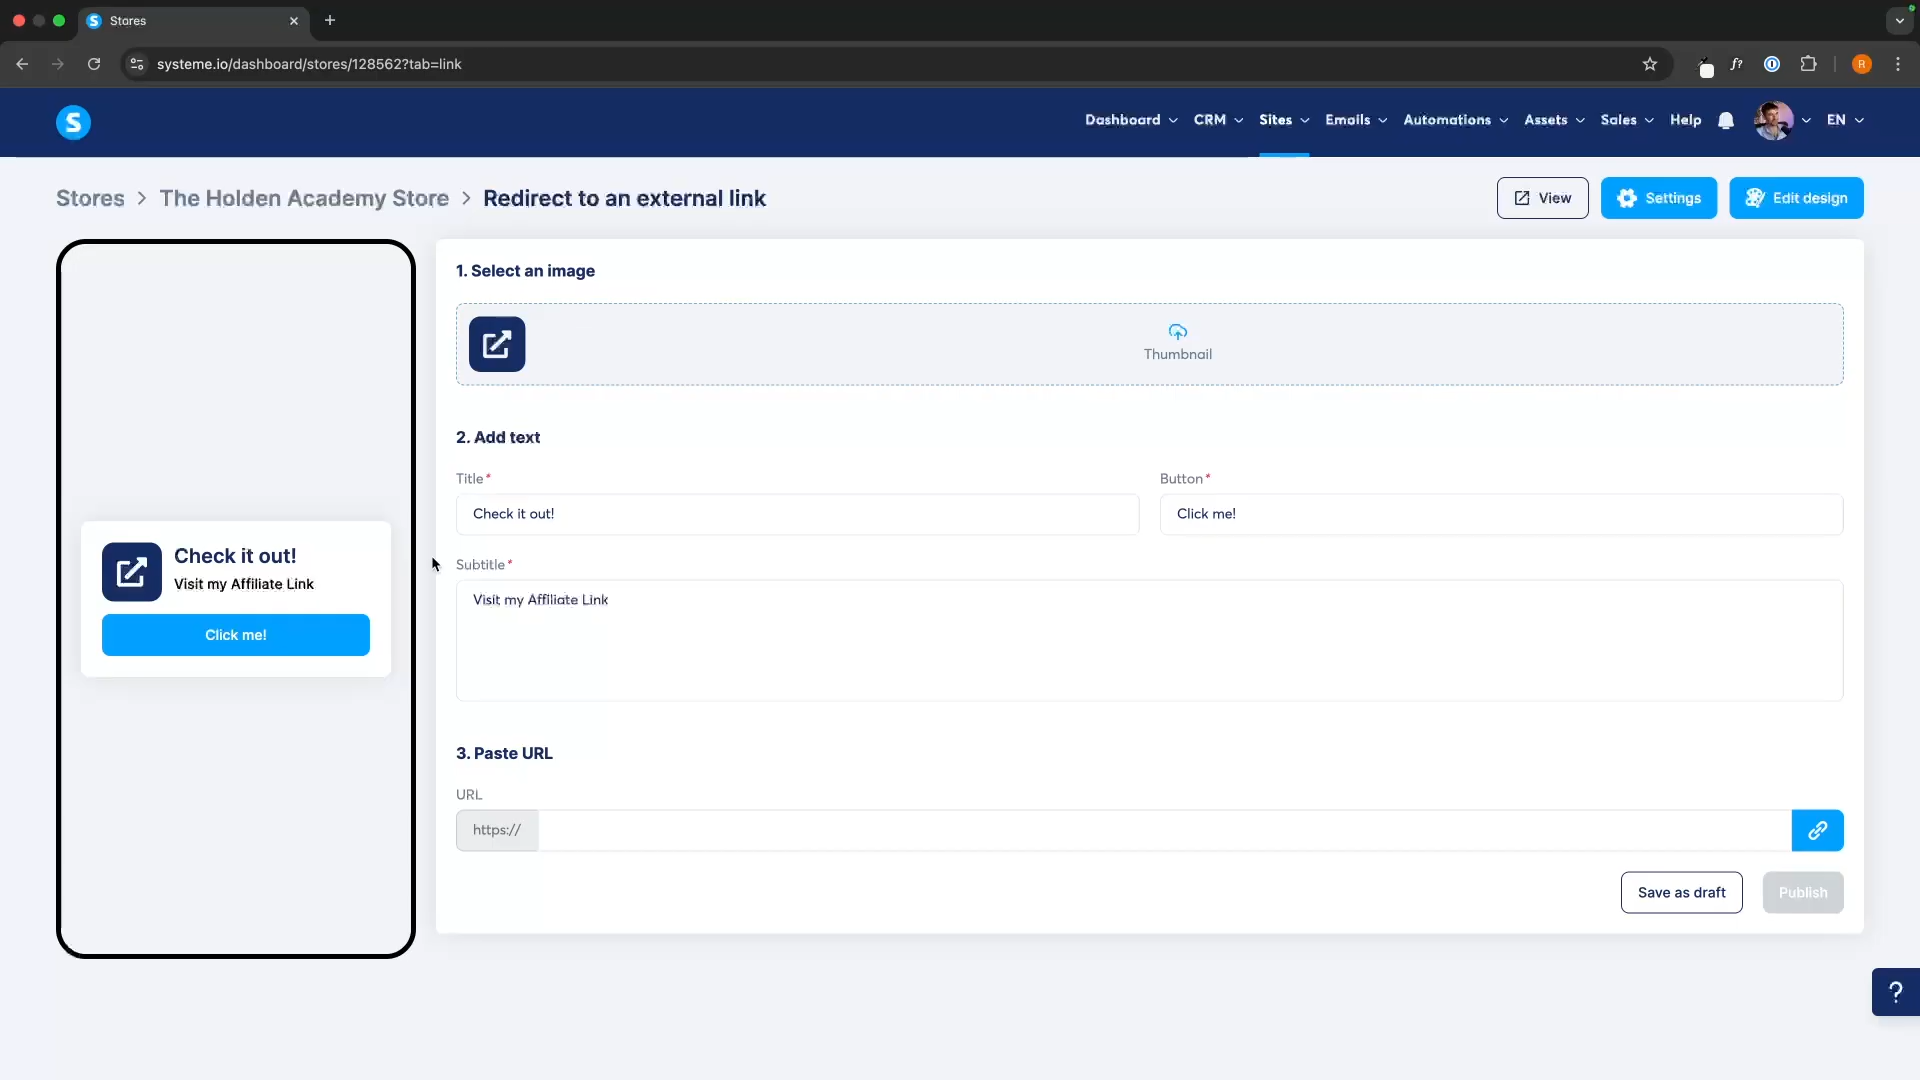 Stores
systeme.io/dashboard/stores/128562?tab=link
f?
R
S
Dashboard
CRM
Sites
Emails
Automations
Assets
Sales
Help
EN
Stores > The Holden Academy Store > Redirect to an external link
View
Settings
Edit design
Check it out!
Visit my Affiliate Link
Click me!
1. Select an image
Thumbnail
2. Add text
Title*
Button*
Check it out!
Click me!
Subtitle*
Visit my Affiliate Link
3. Paste URL
URL
https://
Save as draft
Publish
?